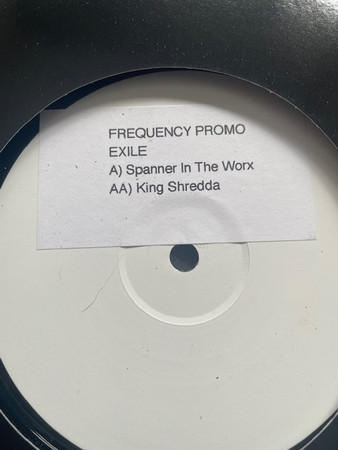 FREQUENCY PROMO
EXILE
A) Spanner In The Worx
AA) King Shredda